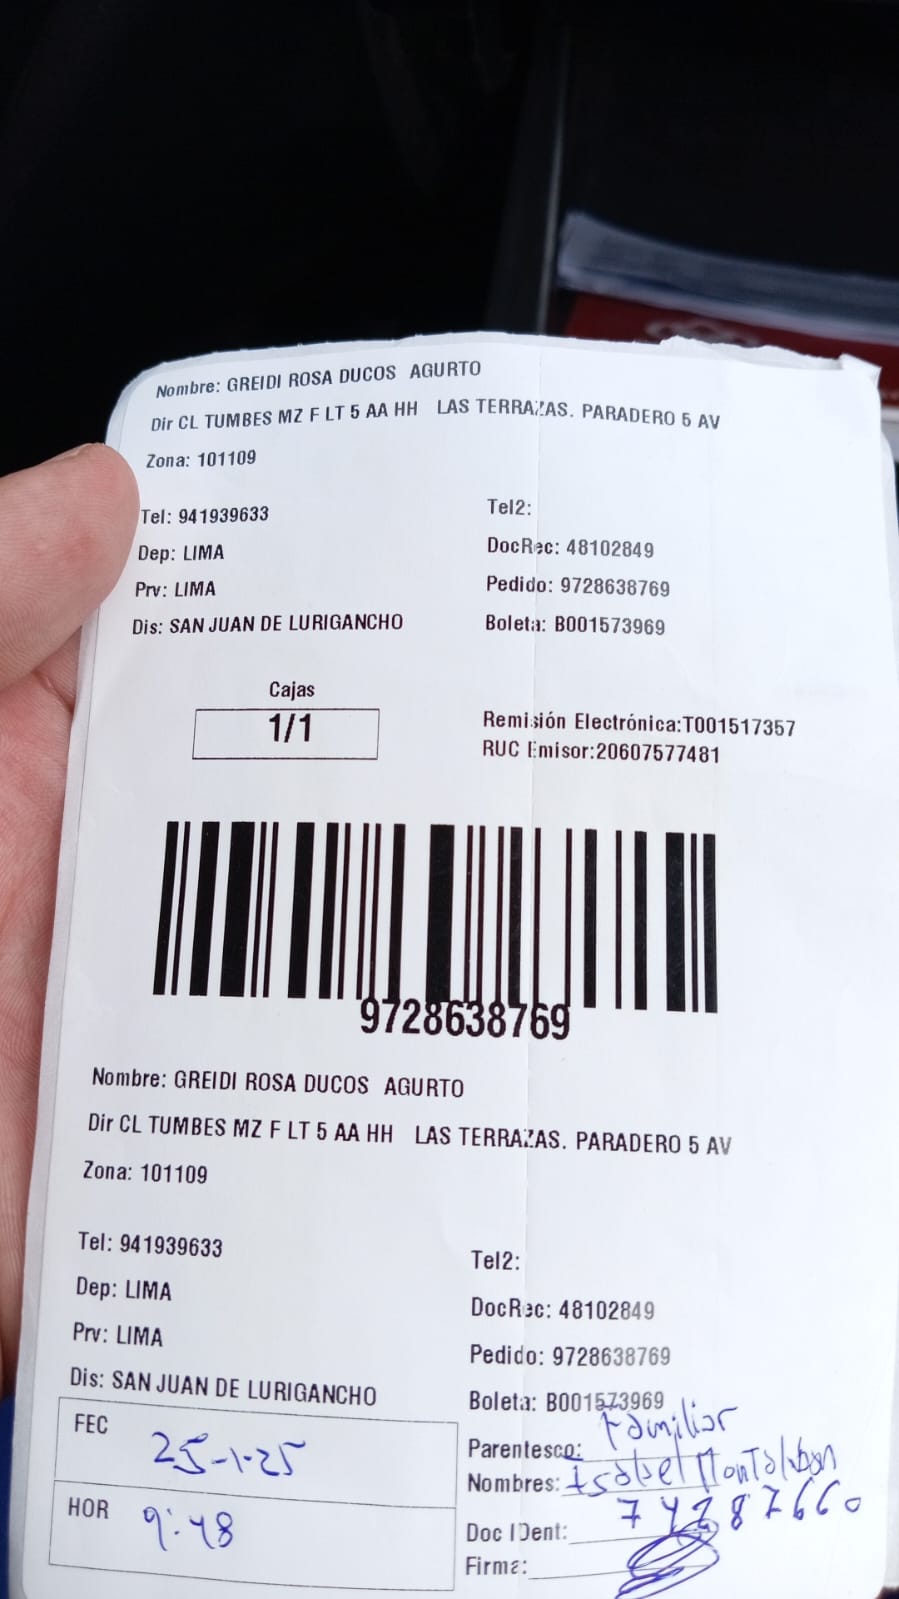 Nombre: GREIDI ROSA DUCOS AGURTO
Dir CL TUMBES MZ F LT 5 AA HH LAS TERRAZAS. PARADERO 5 AV
Zona: 101109
Tel: 941939633 Tel2:
Dep: LIMA DocRec: 48102849
Prv: LIMA Pedido: 9728638769
Dis: SAN JUAN DE LURIGANCHO Boleta: B001573969
Cajas
1/1
Remisión Electrónica:T001517357
RUC Emisor:20607577481
9728638769
Nombre: GREIDI ROSA DUCOS AGURTO
Dir CL TUMBES MZ F LT 5 AA HH LAS TERRAZAS. PARADERO 5 AV
Zona: 101109
Tel: 941939633 Tel2:
Dep: LIMA DocRec: 48102849
Prv: LIMA Pedido: 9728638769
Dis: SAN JUAN DE LURIGANCHO Boleta: B001573969
FEC 25-1-25
HOR 9:48
Parentesco: Familiar
Nombres: Isabel Montalban
Doc IDent:
Firma: